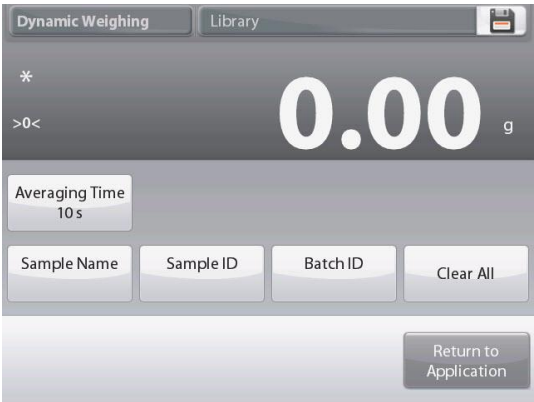 Dynamic Weighing
Library
*
>0<
0.00 g
Averaging Time
10 s
Sample Name
Sample ID
Batch ID
Clear All
Return to
Application